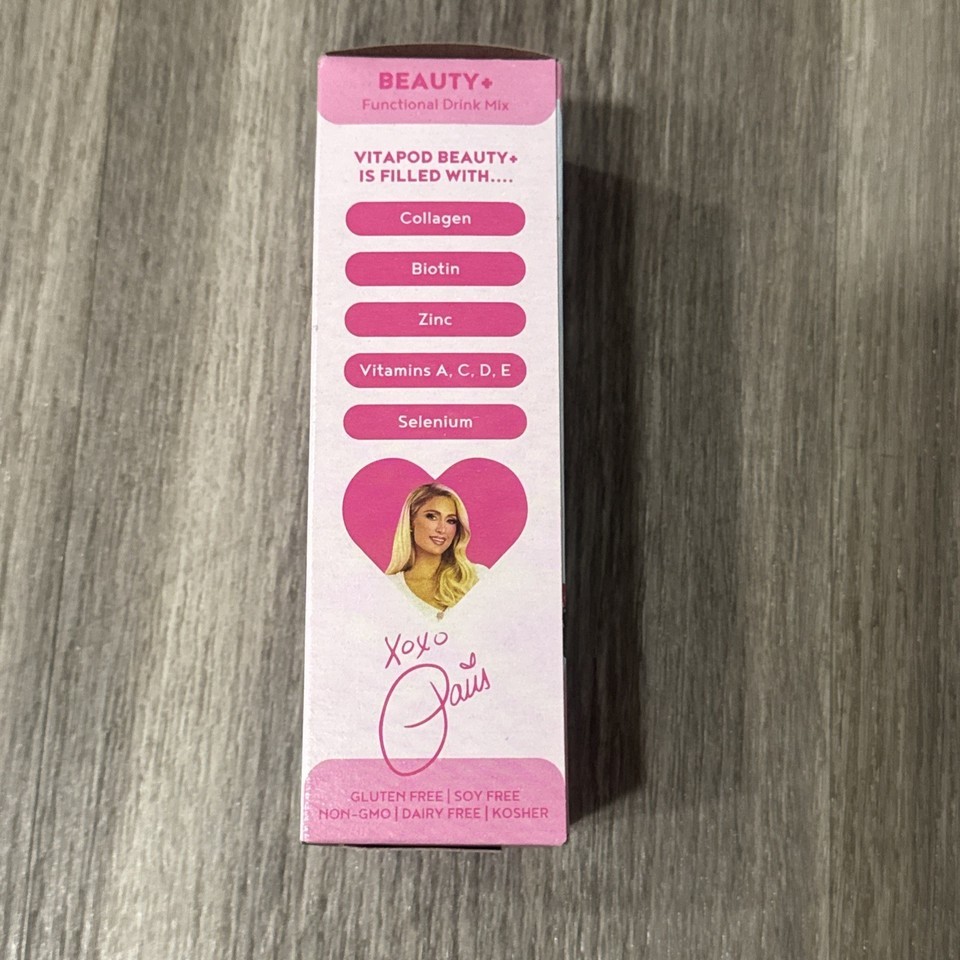 BEAUTY+
Functional Drink Mix
VITAPOD BEAUTY+
IS FILLED WITH....
Collagen
Biotin
Zinc
Vitamins A, C, D, E
Selenium
xoxo
Paris
GLUTEN FREE | SOY FREE
NON-GMO | DAIRY FREE | KOSHER